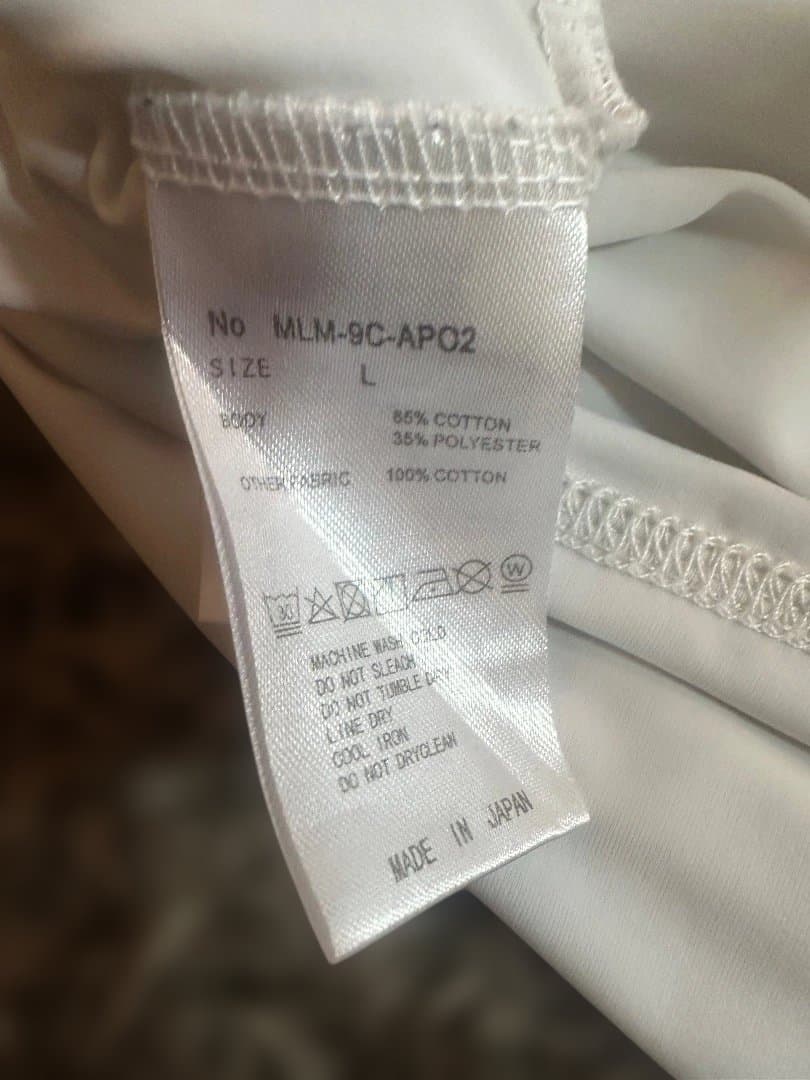 No MLM-9C-APO2
SIZE L
BODY 65% COTTON
35% POLYESTER
OTHER FABRIC 100% COTTON
30 W
MACHINE WASH COLD
DO NOT BLEACH
DO NOT TUMBLE DRY
LINE DRY
COOL IRON
DO NOT DRYCLEAN
MADE IN JAPAN